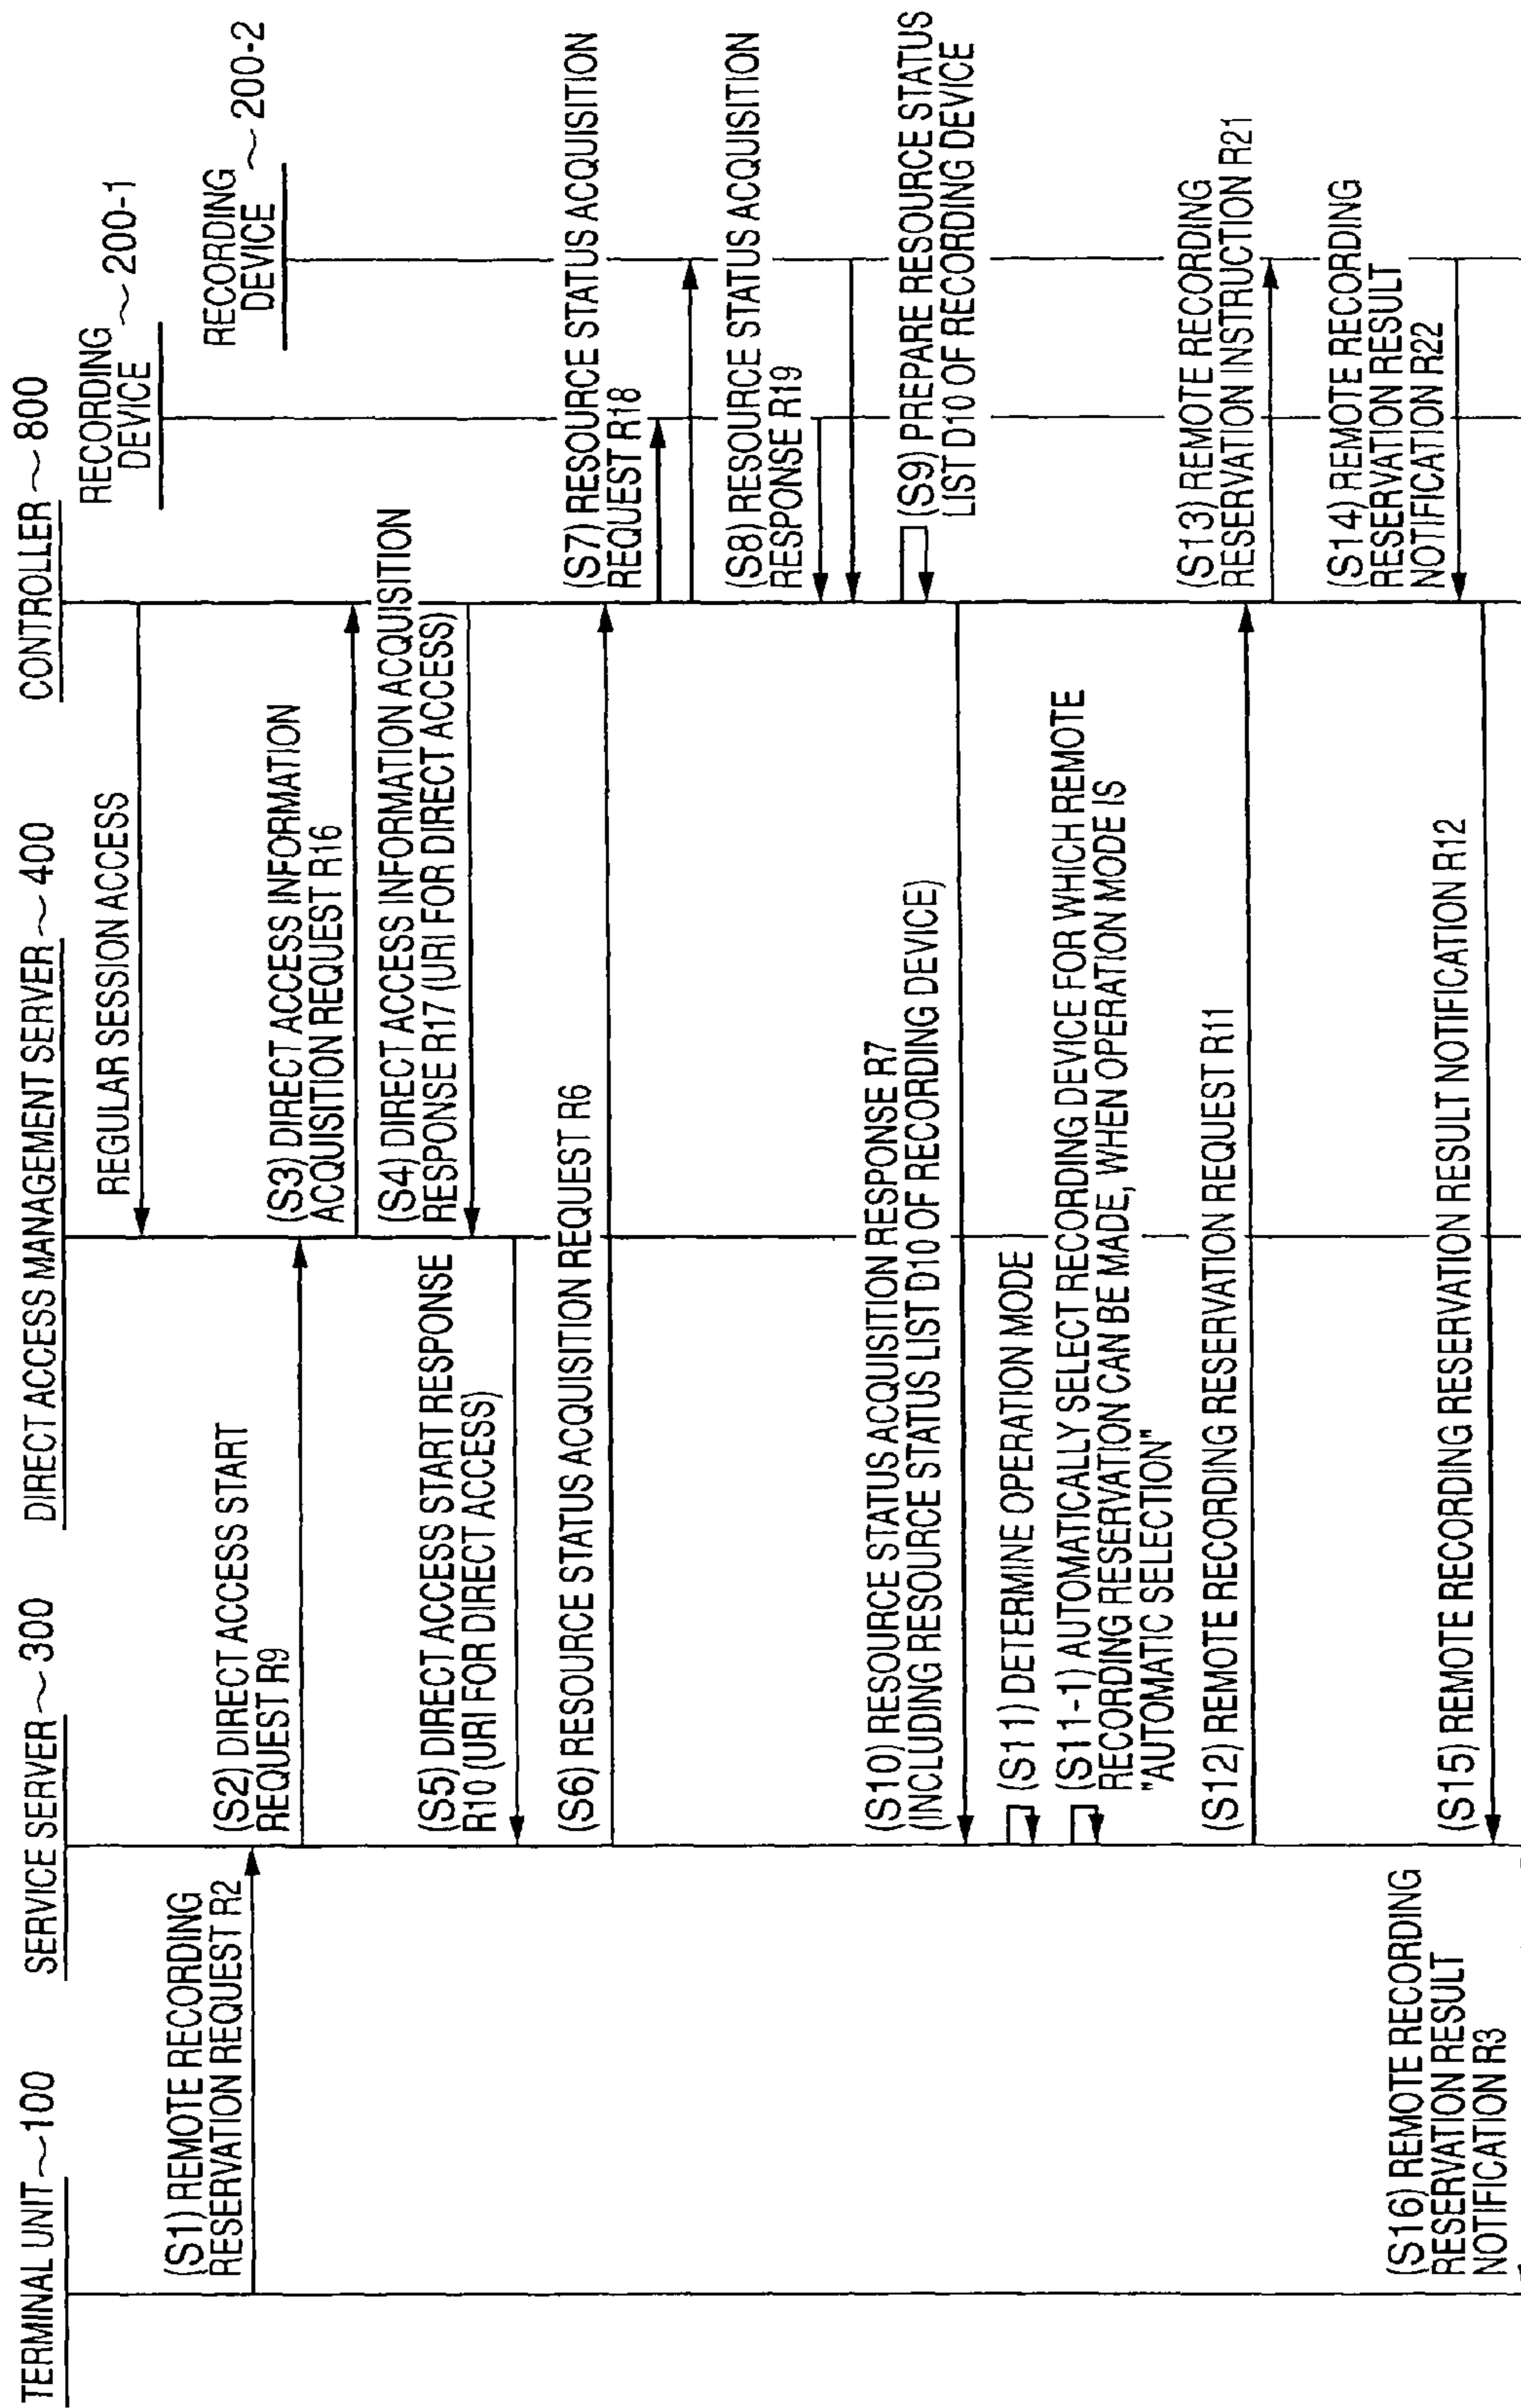 TERMINAL UNIT ~100
SERVICE SERVER ~300
DIRECT ACCESS MANAGEMENT SERVER ~400
CONTROLLER ~800
RECORDING
DEVICE ~200-1
RECORDING
DEVICE ~200-2
REGULAR SESSION ACCESS
(S1) REMOTE RECORDING
RESERVATION REQUEST R2
(S2) DIRECT ACCESS START
REQUEST R9
(S3) DIRECT ACCESS INFORMATION
ACQUISITION REQUEST R16
(S4) DIRECT ACCESS INFORMATION ACQUISITION
RESPONSE R17 (URI FOR DIRECT ACCESS)
(S5) DIRECT ACCESS START RESPONSE
R10 (URI FOR DIRECT ACCESS)
(S6) RESOURCE STATUS ACQUISITION REQUEST R6
(S7) RESOURCE STATUS ACQUISITION
REQUEST R18
(S8) RESOURCE STATUS ACQUISITION
RESPONSE R19
(S9) PREPARE RESOURCE STATUS
LIST D10 OF RECORDING DEVICE
(S10) RESOURCE STATUS ACQUISITION RESPONSE R7
(INCLUDING RESOURCE STATUS LIST D10 OF RECORDING DEVICE)
(S11) DETERMINE OPERATION MODE
(S11-1) AUTOMATICALLY SELECT RECORDING DEVICE FOR WHICH REMOTE
RECORDING RESERVATION CAN BE MADE, WHEN OPERATION MODE IS
"AUTOMATIC SELECTION"
(S12) REMOTE RECORDING RESERVATION REQUEST R11
(S13) REMOTE RECORDING
RESERVATION INSTRUCTION R21
(S14) REMOTE RECORDING
RESERVATION RESULT
NOTIFICATION R22
(S15) REMOTE RECORDING RESERVATION RESULT NOTIFICATION R12
(S16) REMOTE RECORDING
RESERVATION RESULT
NOTIFICATION R3